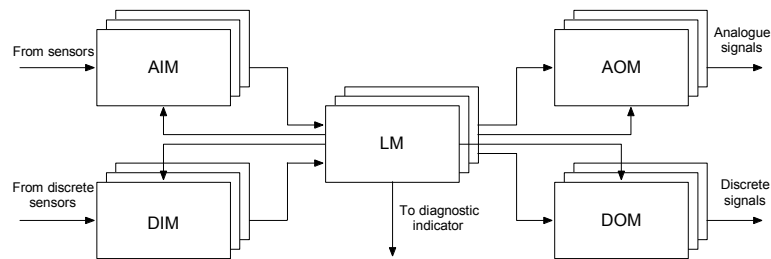 From sensors
AIM
AOM
Analogue
signals
LM
From discrete
sensors
DIM
To diagnostic
indicator
DOM
Discrete
signals